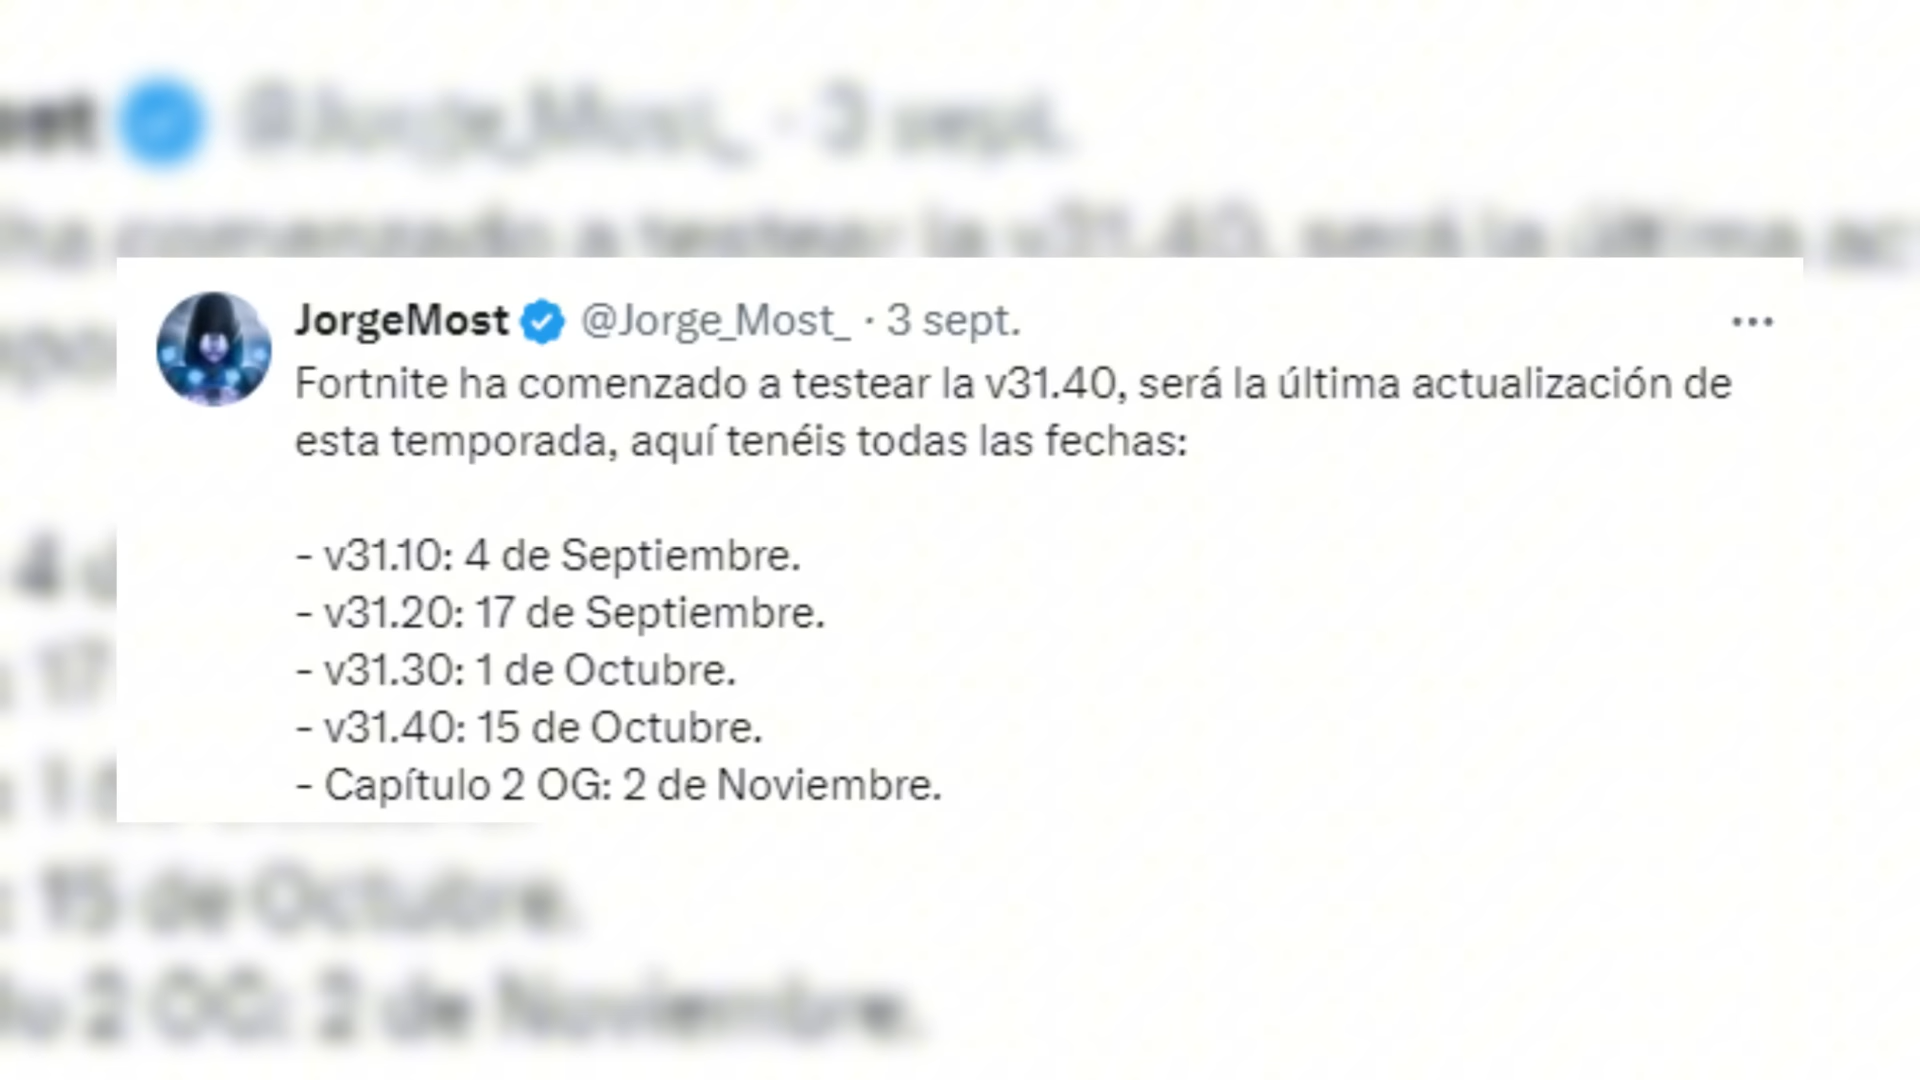 JorgeMost @Jorge_Most_ · 3 sept.
Fortnite ha comenzado a testear la v31.40, será la última actualización de
esta temporada, aquí tenéis todas las fechas:
- v31.10: 4 de Septiembre.
- v31.20: 17 de Septiembre.
- v31.30: 1 de Octubre.
- v31.40: 15 de Octubre.
- Capítulo 2 OG: 2 de Noviembre.